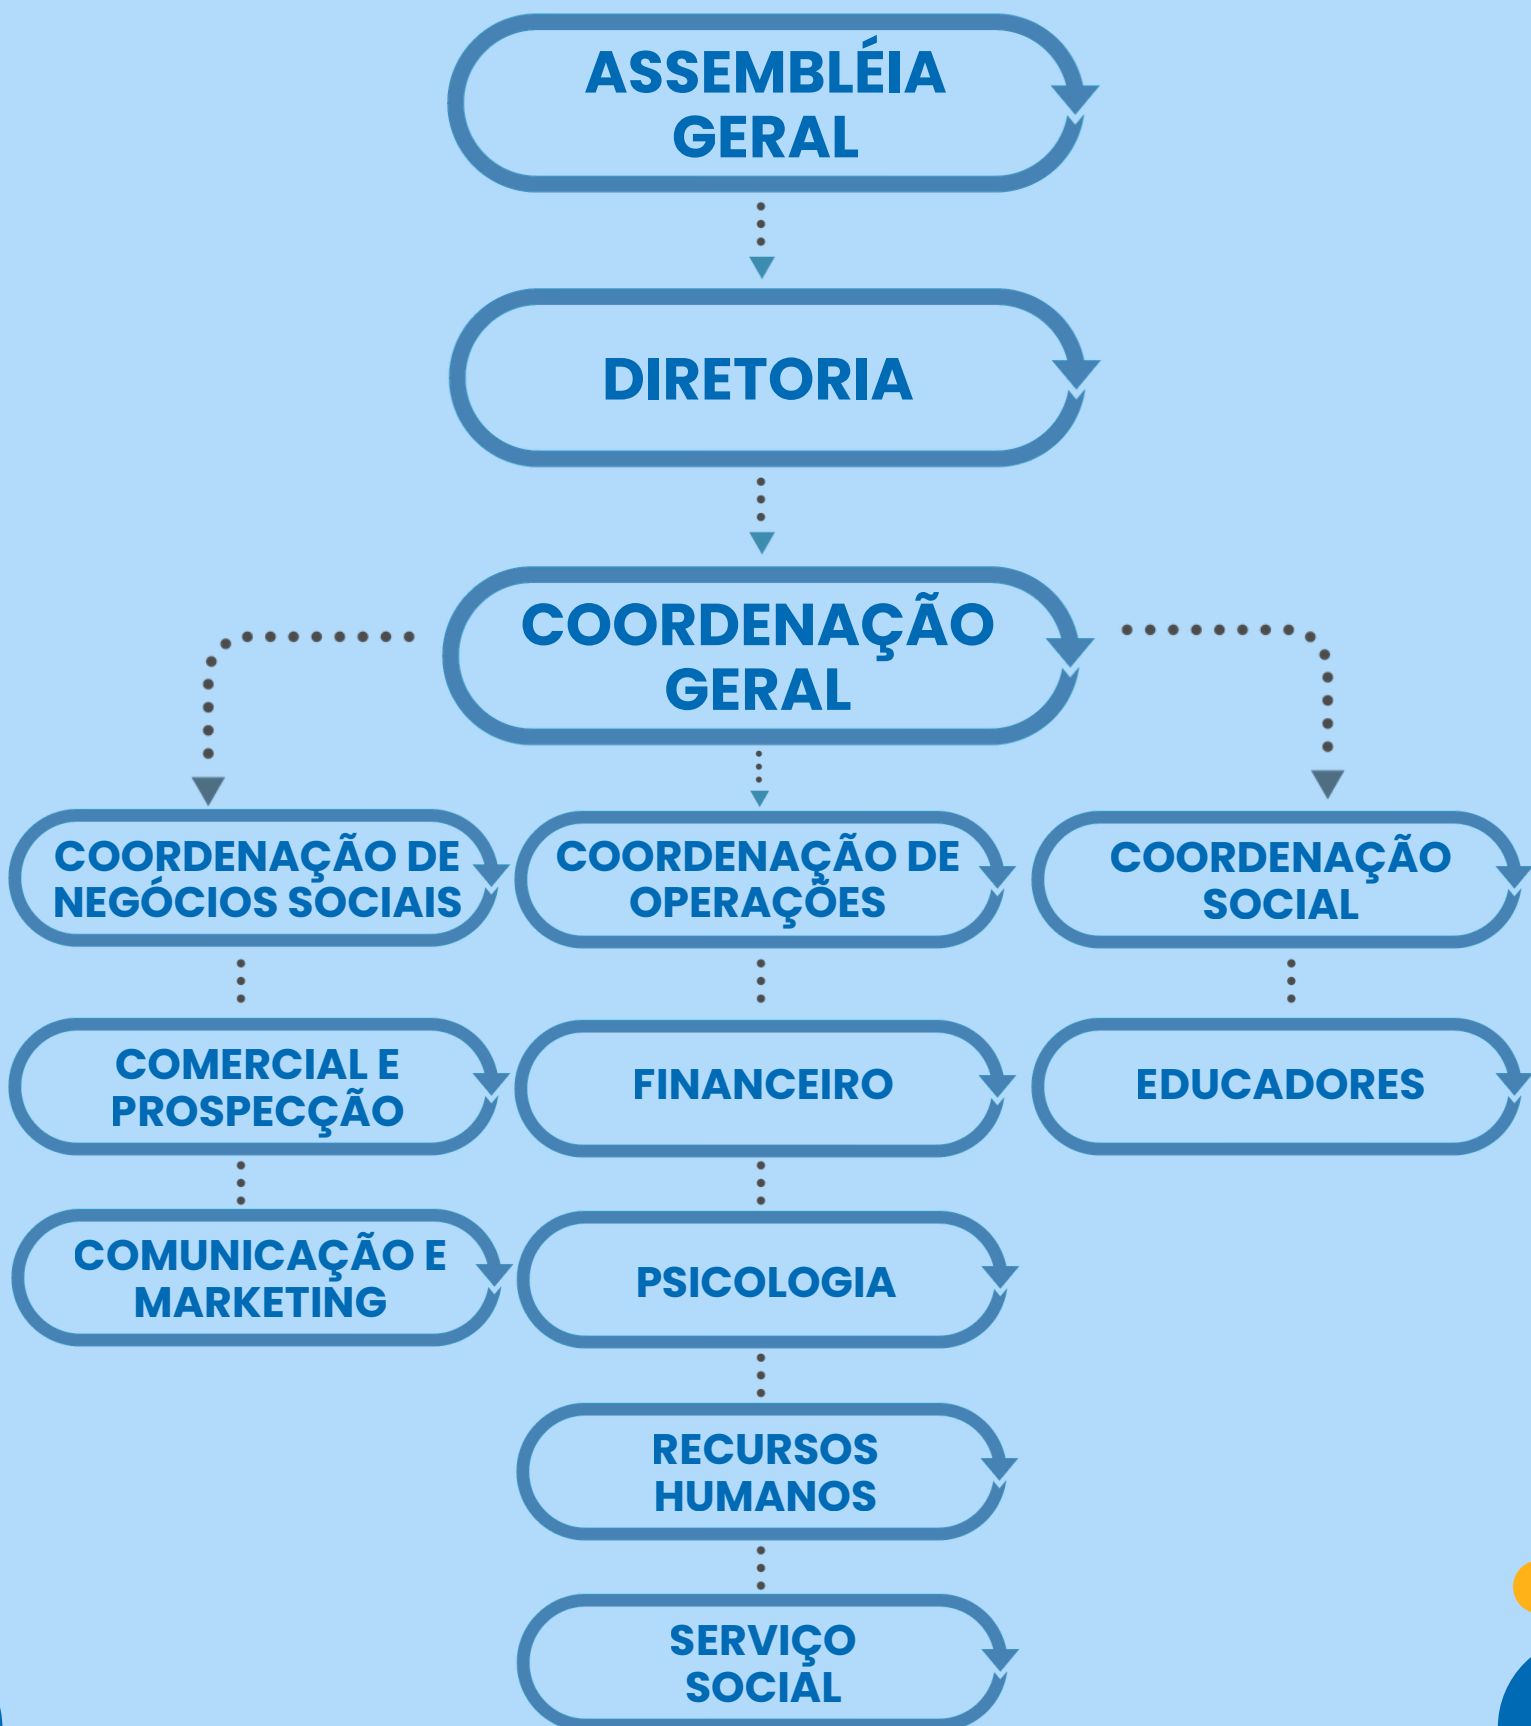 ASSEMBLÉIA
GERAL
DIRETORIA
COORDENAÇÃO
GERAL
COORDENAÇÃO DE
NEGÓCIOS SOCIAIS
COORDENAÇÃO DE
OPERAÇÕES
COORDENAÇÃO
SOCIAL
COMERCIAL E
PROSPECÇÃO
FINANCEIRO
EDUCADORES
COMUNICAÇÃO E
MARKETING
PSICOLOGIA
RECURSOS
HUMANOS
SERVIÇO
SOCIAL